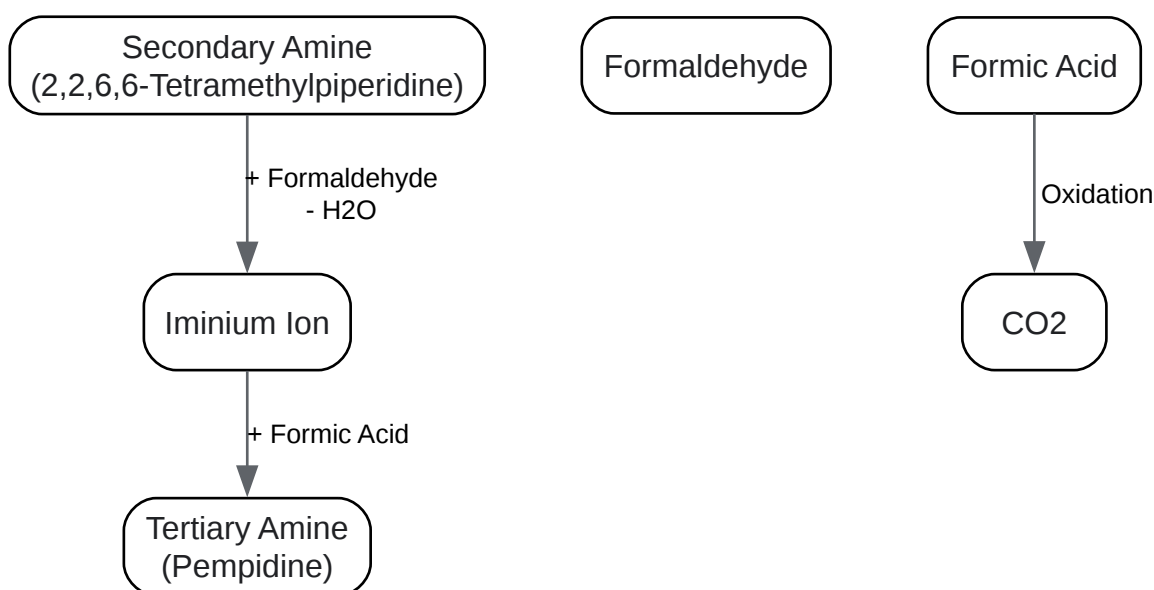 Secondary Amine
(2,2,6,6-Tetramethylpiperidine)
Formaldehyde
Formic Acid
+ Formaldehyde
- H2O
Oxidation
Iminium Ion
CO2
+ Formic Acid
Tertiary Amine
(Pempidine)